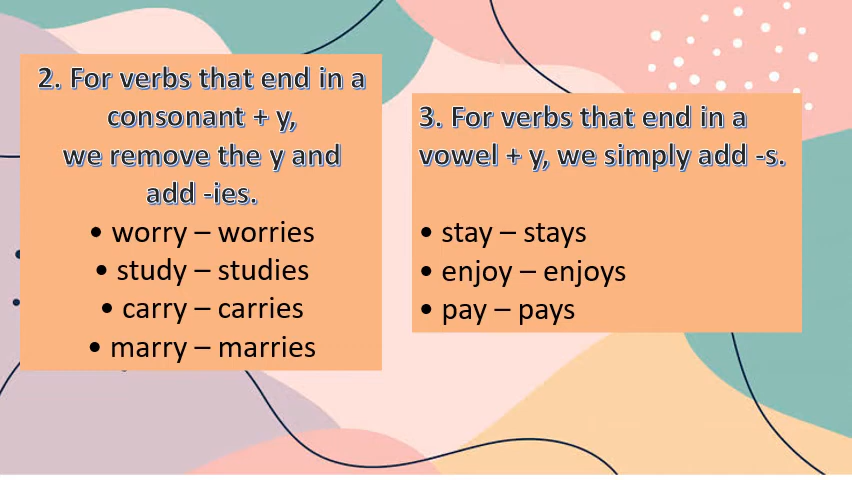 2. For verbs that end in a
consonant + y,
we remove the y and
add -ies.
• worry – worries
• study – studies
• carry – carries
• marry – marries
3. For verbs that end in a
vowel + y, we simply add -s.
• stay – stays
• enjoy – enjoys
• pay – pays